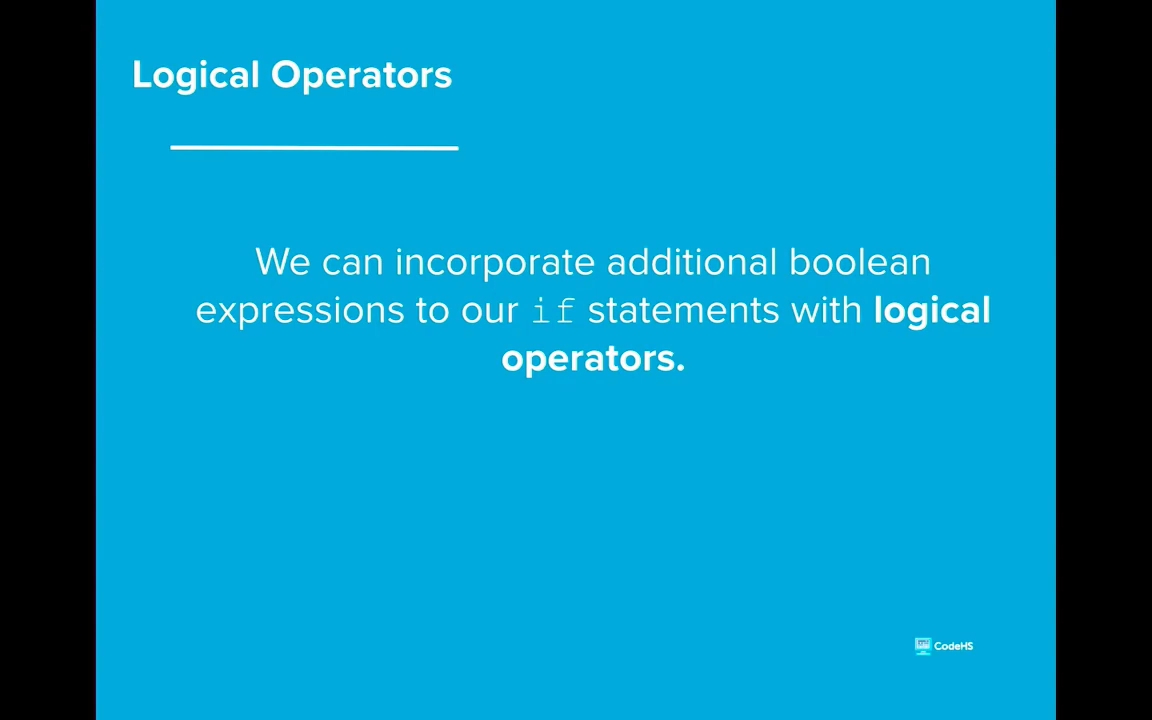 Logical Operators
We can incorporate additional boolean
expressions to our if statements with logical
operators.
CodeHS